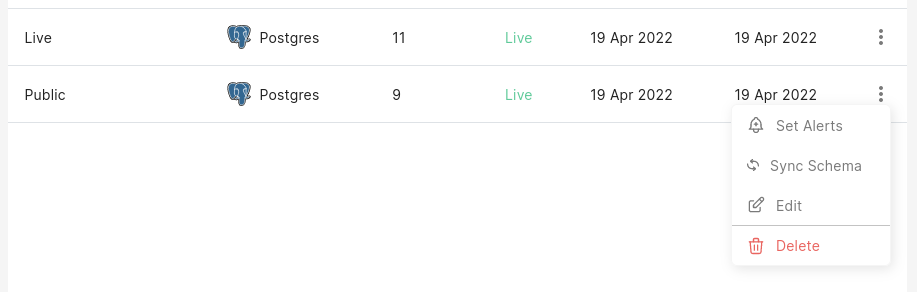 Live Postgres 11 Live 19 Apr 2022 19 Apr 2022
Public Postgres 9 Live 19 Apr 2022 19 Apr 2022
Set Alerts
Sync Schema
Edit
Delete